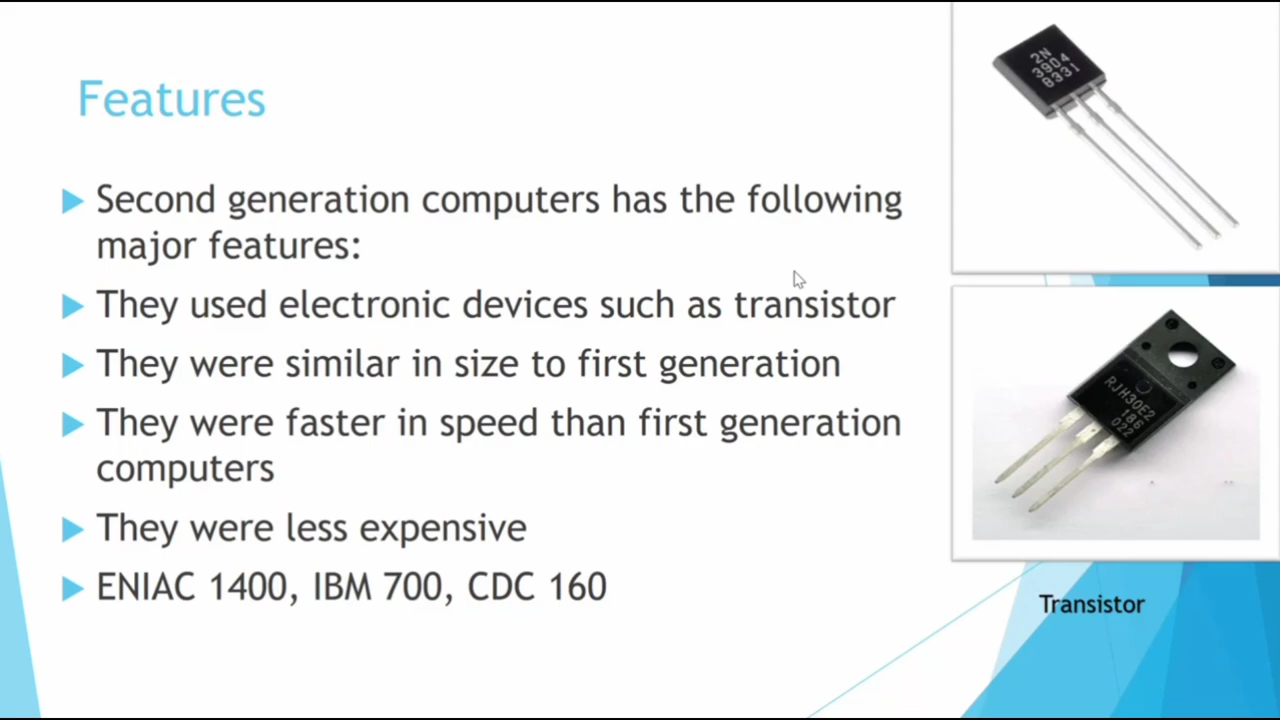 Features
Second generation computers has the following
major features:
They used electronic devices such as transistor
They were similar in size to first generation
They were faster in speed than first generation
computers
They were less expensive
ENIAC 1400, IBM 700, CDC 160
2N
3904
B331
RJH30E2
186
022
Transistor